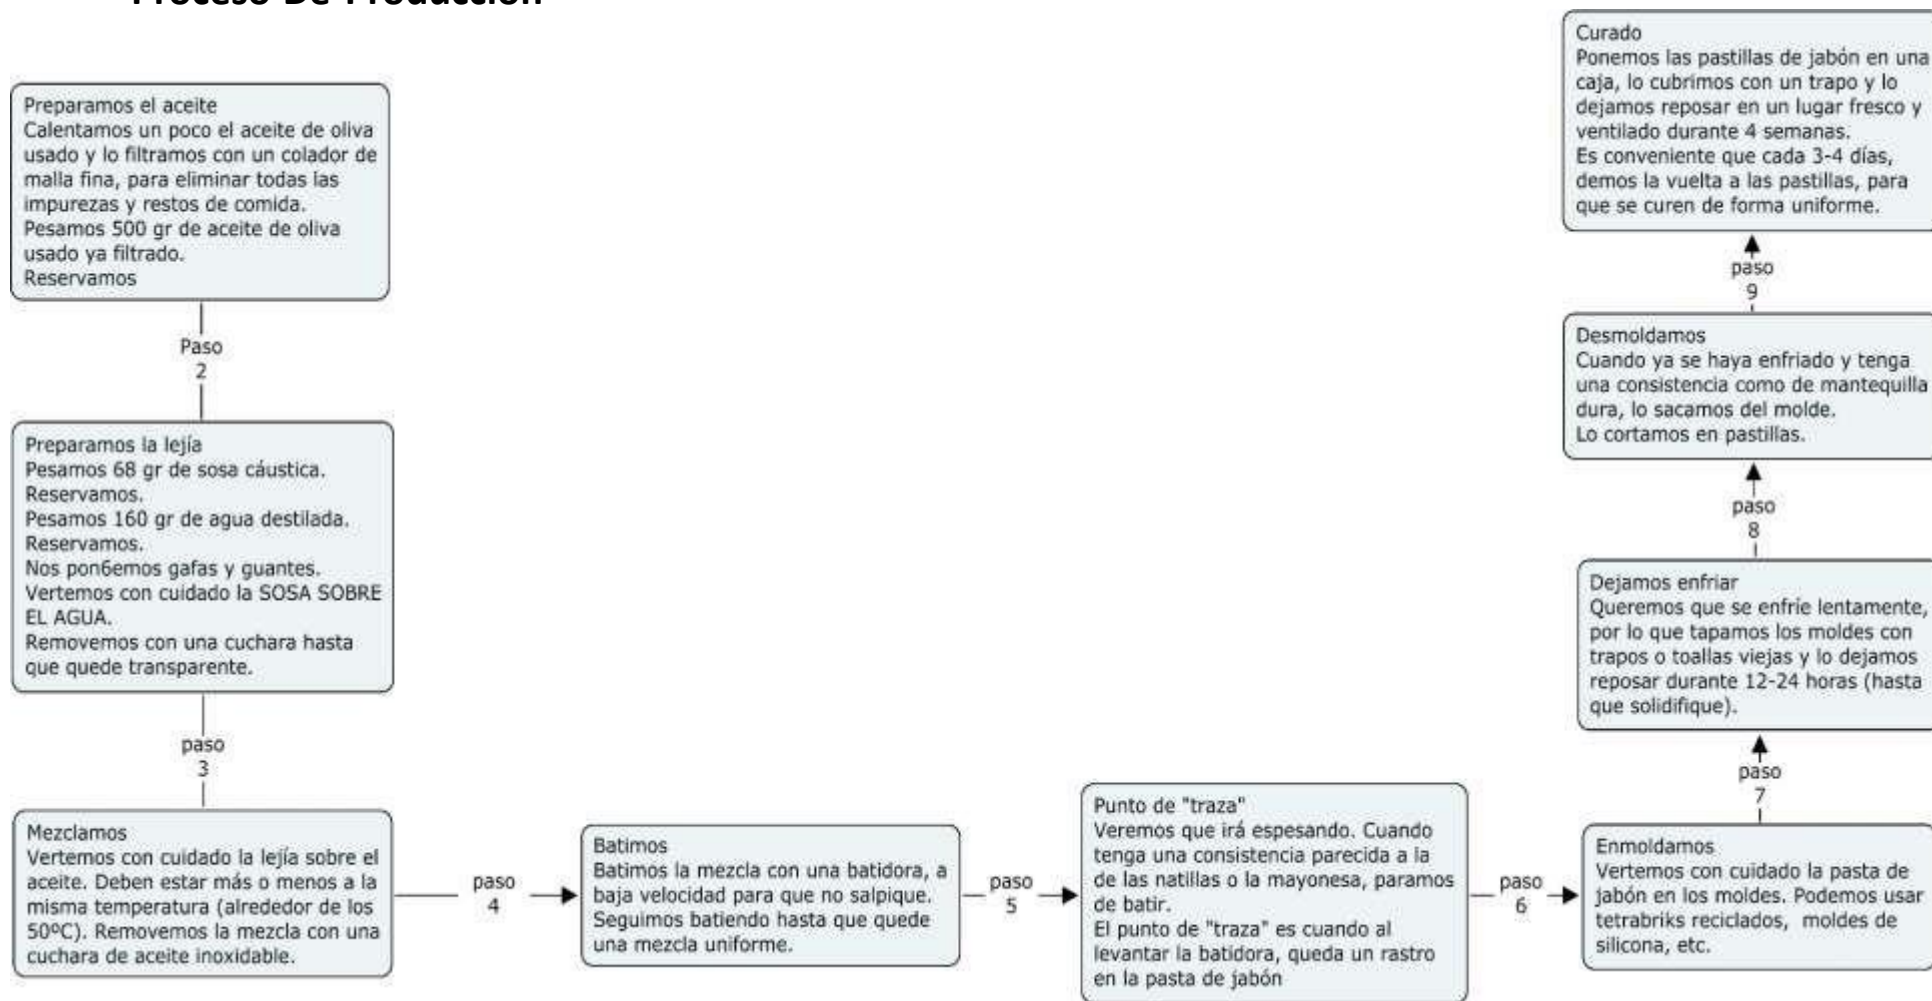 Proceso De Producción
Preparamos el aceite
Calentamos un poco el aceite de oliva
usado y lo filtramos con un colador de
malla fina, para eliminar todas las
impurezas y restos de comida.
Pesamos 500 gr de aceite de oliva
usado ya filtrado.
Reservamos
Paso
2
Preparamos la lejía
Pesamos 68 gr de sosa cáustica.
Reservamos.
Pesamos 160 gr de agua destilada.
Reservamos.
Nos pon6emos gafas y guantes.
Vertemos con cuidado la SOSA SOBRE
EL AGUA.
Removemos con una cuchara hasta
que quede transparente.
paso
3
Mezclamos
Vertemos con cuidado la lejía sobre el
aceite. Deben estar más o menos a la
misma temperatura (alrededor de los
50ºC). Removemos la mezcla con una
cuchara de aceite inoxidable.
paso
4
Batimos
Batimos la mezcla con una batidora, a
baja velocidad para que no salpique.
Seguimos batiendo hasta que quede
una mezcla uniforme.
paso
5
Punto de "traza"
Veremos que irá espesando. Cuando
tenga una consistencia parecida a la
de las natillas o la mayonesa, paramos
de batir.
El punto de "traza" es cuando al
levantar la batidora, queda un rastro
en la pasta de jabón
paso
6
Enmoldamos
Vertemos con cuidado la pasta de
jabón en los moldes. Podemos usar
tetrabriks reciclados, moldes de
silicona, etc.
paso
7
Dejamos enfriar
Queremos que se enfríe lentamente,
por lo que tapamos los moldes con
trapos o toallas viejas y lo dejamos
reposar durante 12-24 horas (hasta
que solidifique).
paso
8
Desmoldamos
Cuando ya se haya enfriado y tenga
una consistencia como de mantequilla
dura, lo sacamos del molde.
Lo cortamos en pastillas.
paso
9
Curado
Ponemos las pastillas de jabón en una
caja, lo cubrimos con un trapo y lo
dejamos reposar en un lugar fresco y
ventilado durante 4 semanas.
Es conveniente que cada 3-4 días,
demos la vuelta a las pastillas, para
que se curen de forma uniforme.